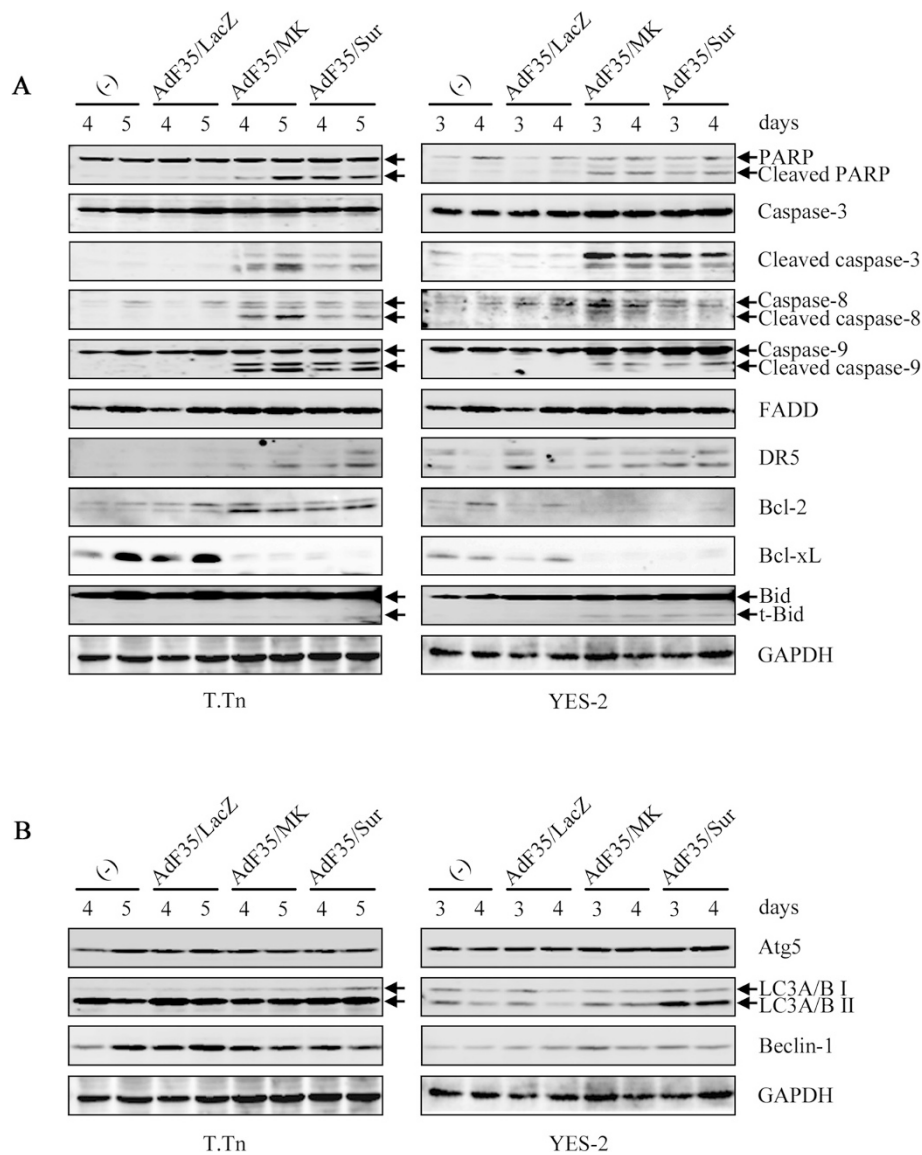 A
(-) AdF35/LacZ AdF35/MK AdF35/Sur (-) AdF35/LacZ AdF35/MK AdF35/Sur
4 5 4 5 4 5 4 5 3 4 3 4 3 4 3 4 days
PARP
Cleaved PARP
Caspase-3
Cleaved caspase-3
Caspase-8
Cleaved caspase-8
Caspase-9
Cleaved caspase-9
FADD
DR5
Bcl-2
Bcl-xL
Bid
t-Bid
GAPDH
T.Tn YES-2
B
(-) AdF35/LacZ AdF35/MK AdF35/Sur (-) AdF35/LacZ AdF35/MK AdF35/Sur
4 5 4 5 4 5 4 5 3 4 3 4 3 4 3 4 days
Atg5
LC3A/B I
LC3A/B II
Beclin-1
GAPDH
T.Tn YES-2